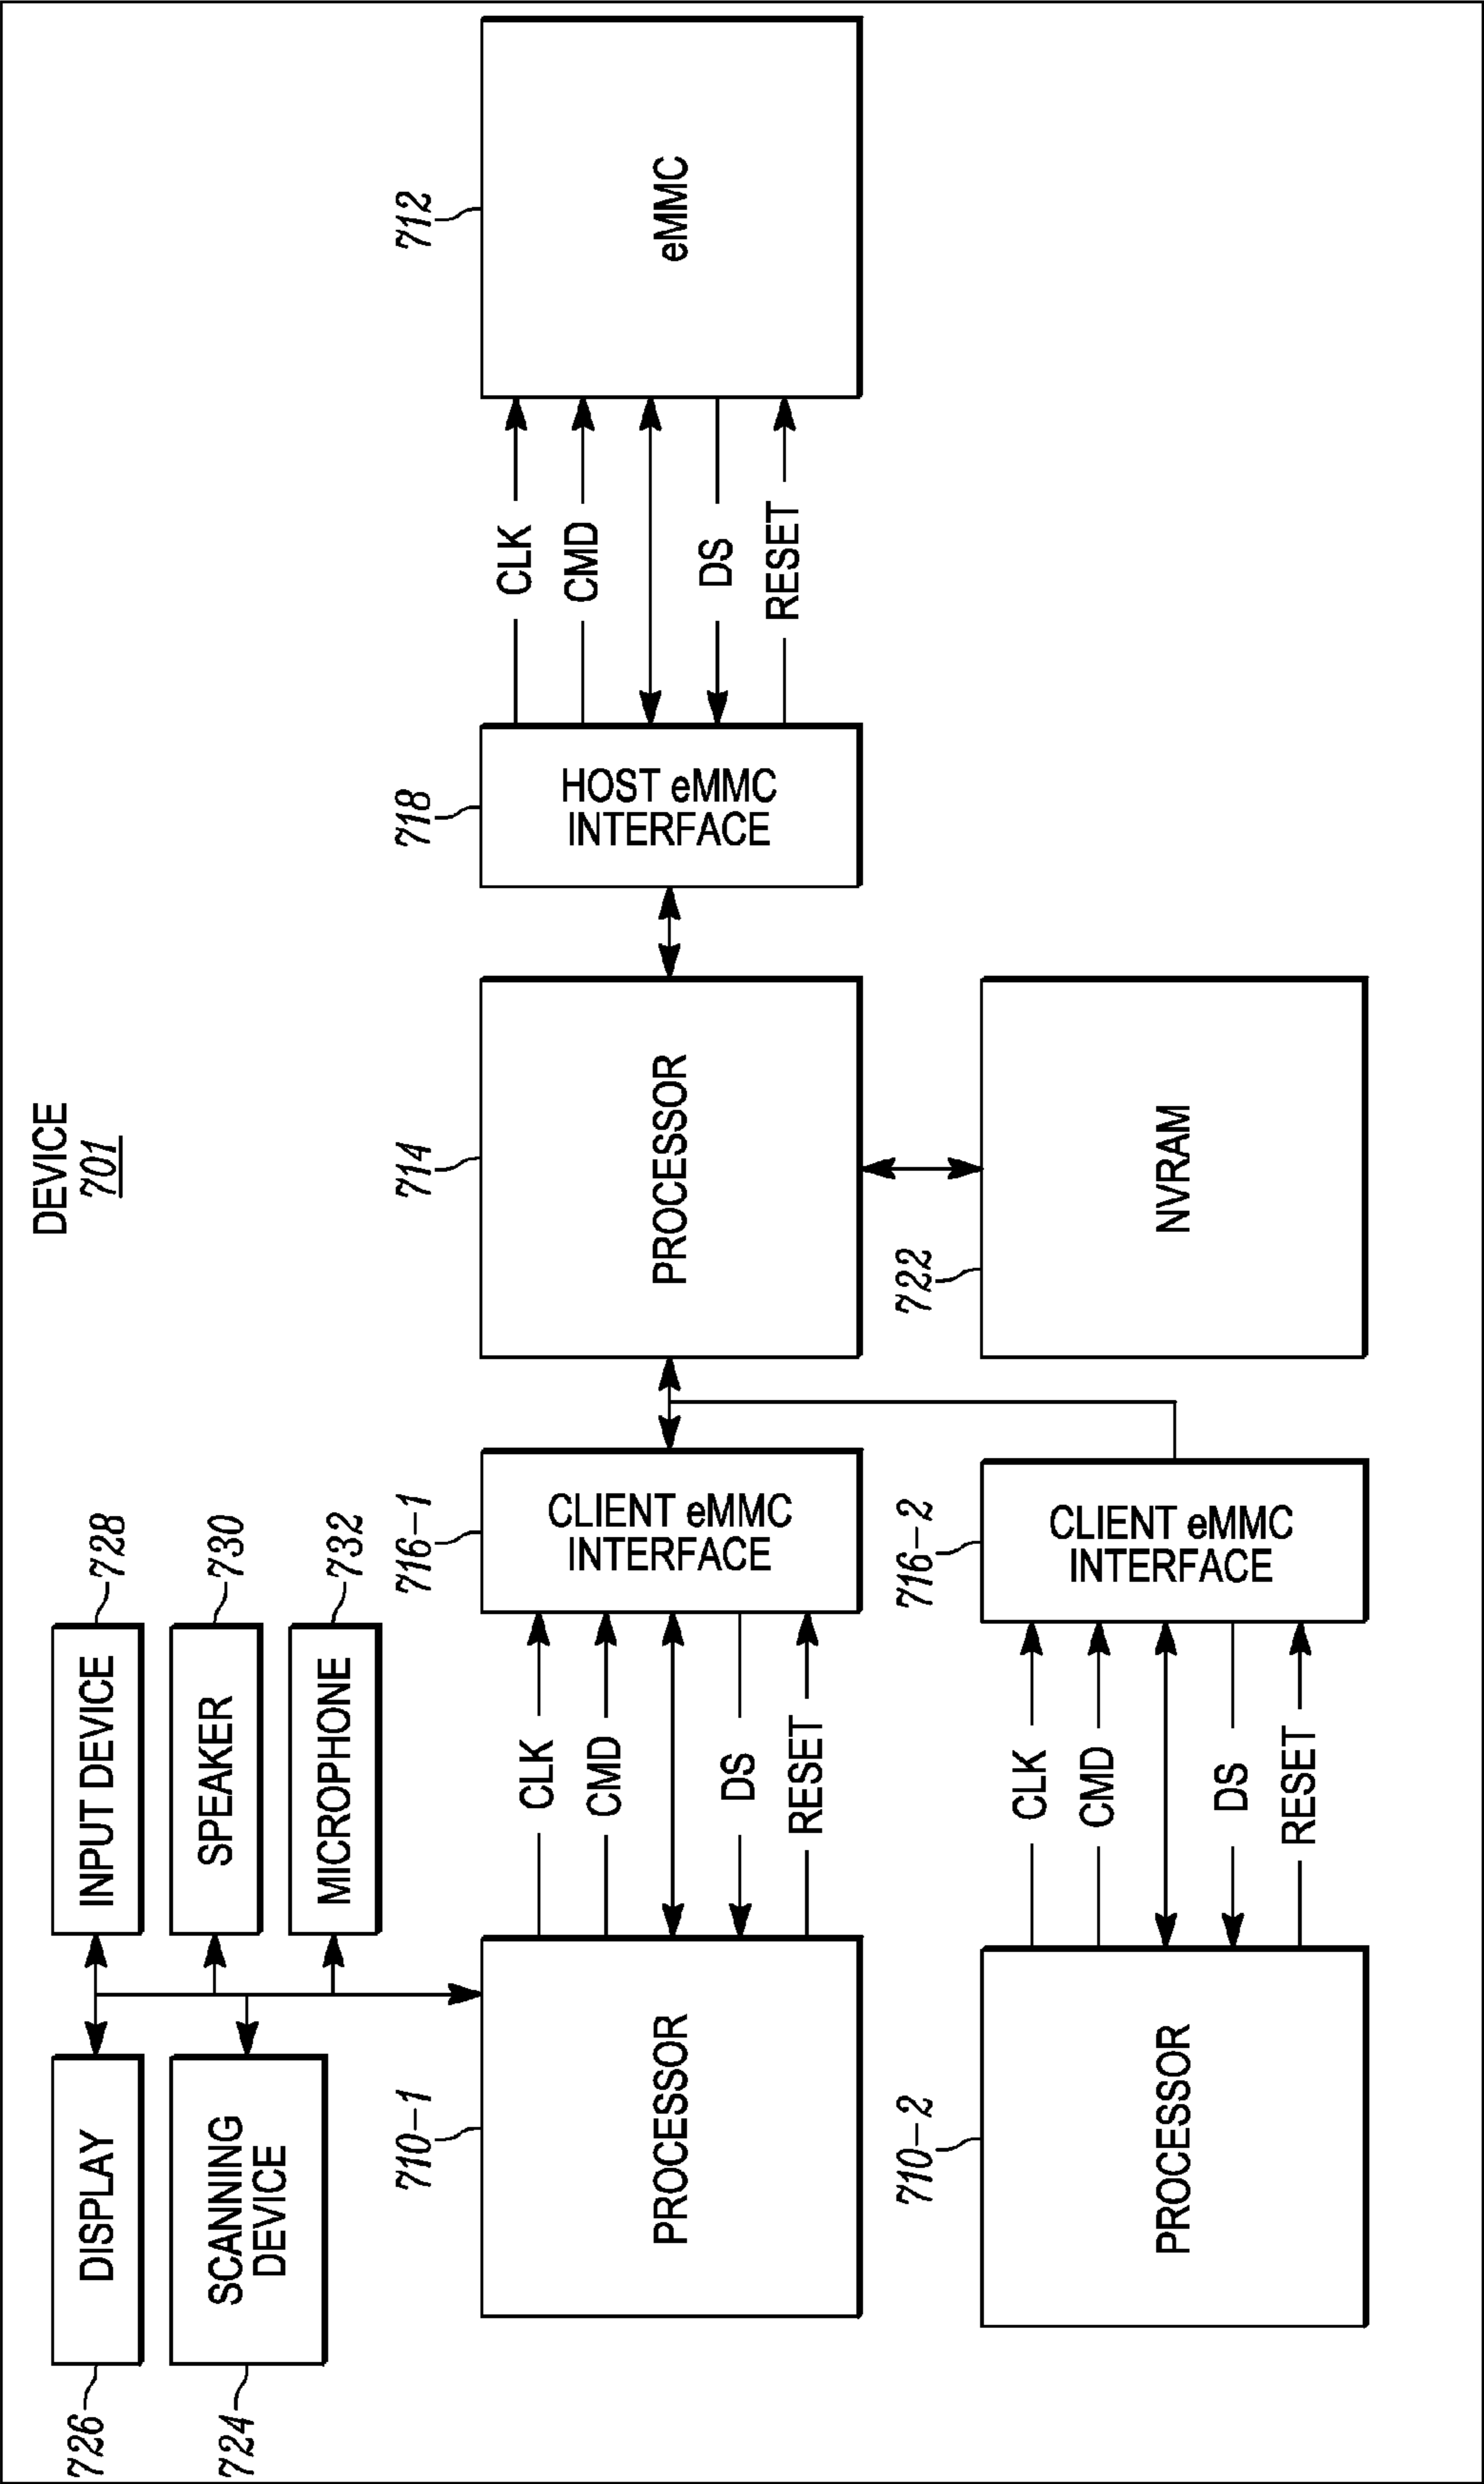 DEVICE
701
726
DISPLAY
INPUT DEVICE
728
724
SCANNING
DEVICE
SPEAKER
730
MICROPHONE
732
710-1
PROCESSOR
CLK
CMD
DS
RESET
716-1
CLIENT eMMC
INTERFACE
714
PROCESSOR
718
HOST eMMC
INTERFACE
CLK
CMD
DS
RESET
712
eMMC
710-2
PROCESSOR
CLK
CMD
DS
RESET
716-2
CLIENT eMMC
INTERFACE
722
NVRAM